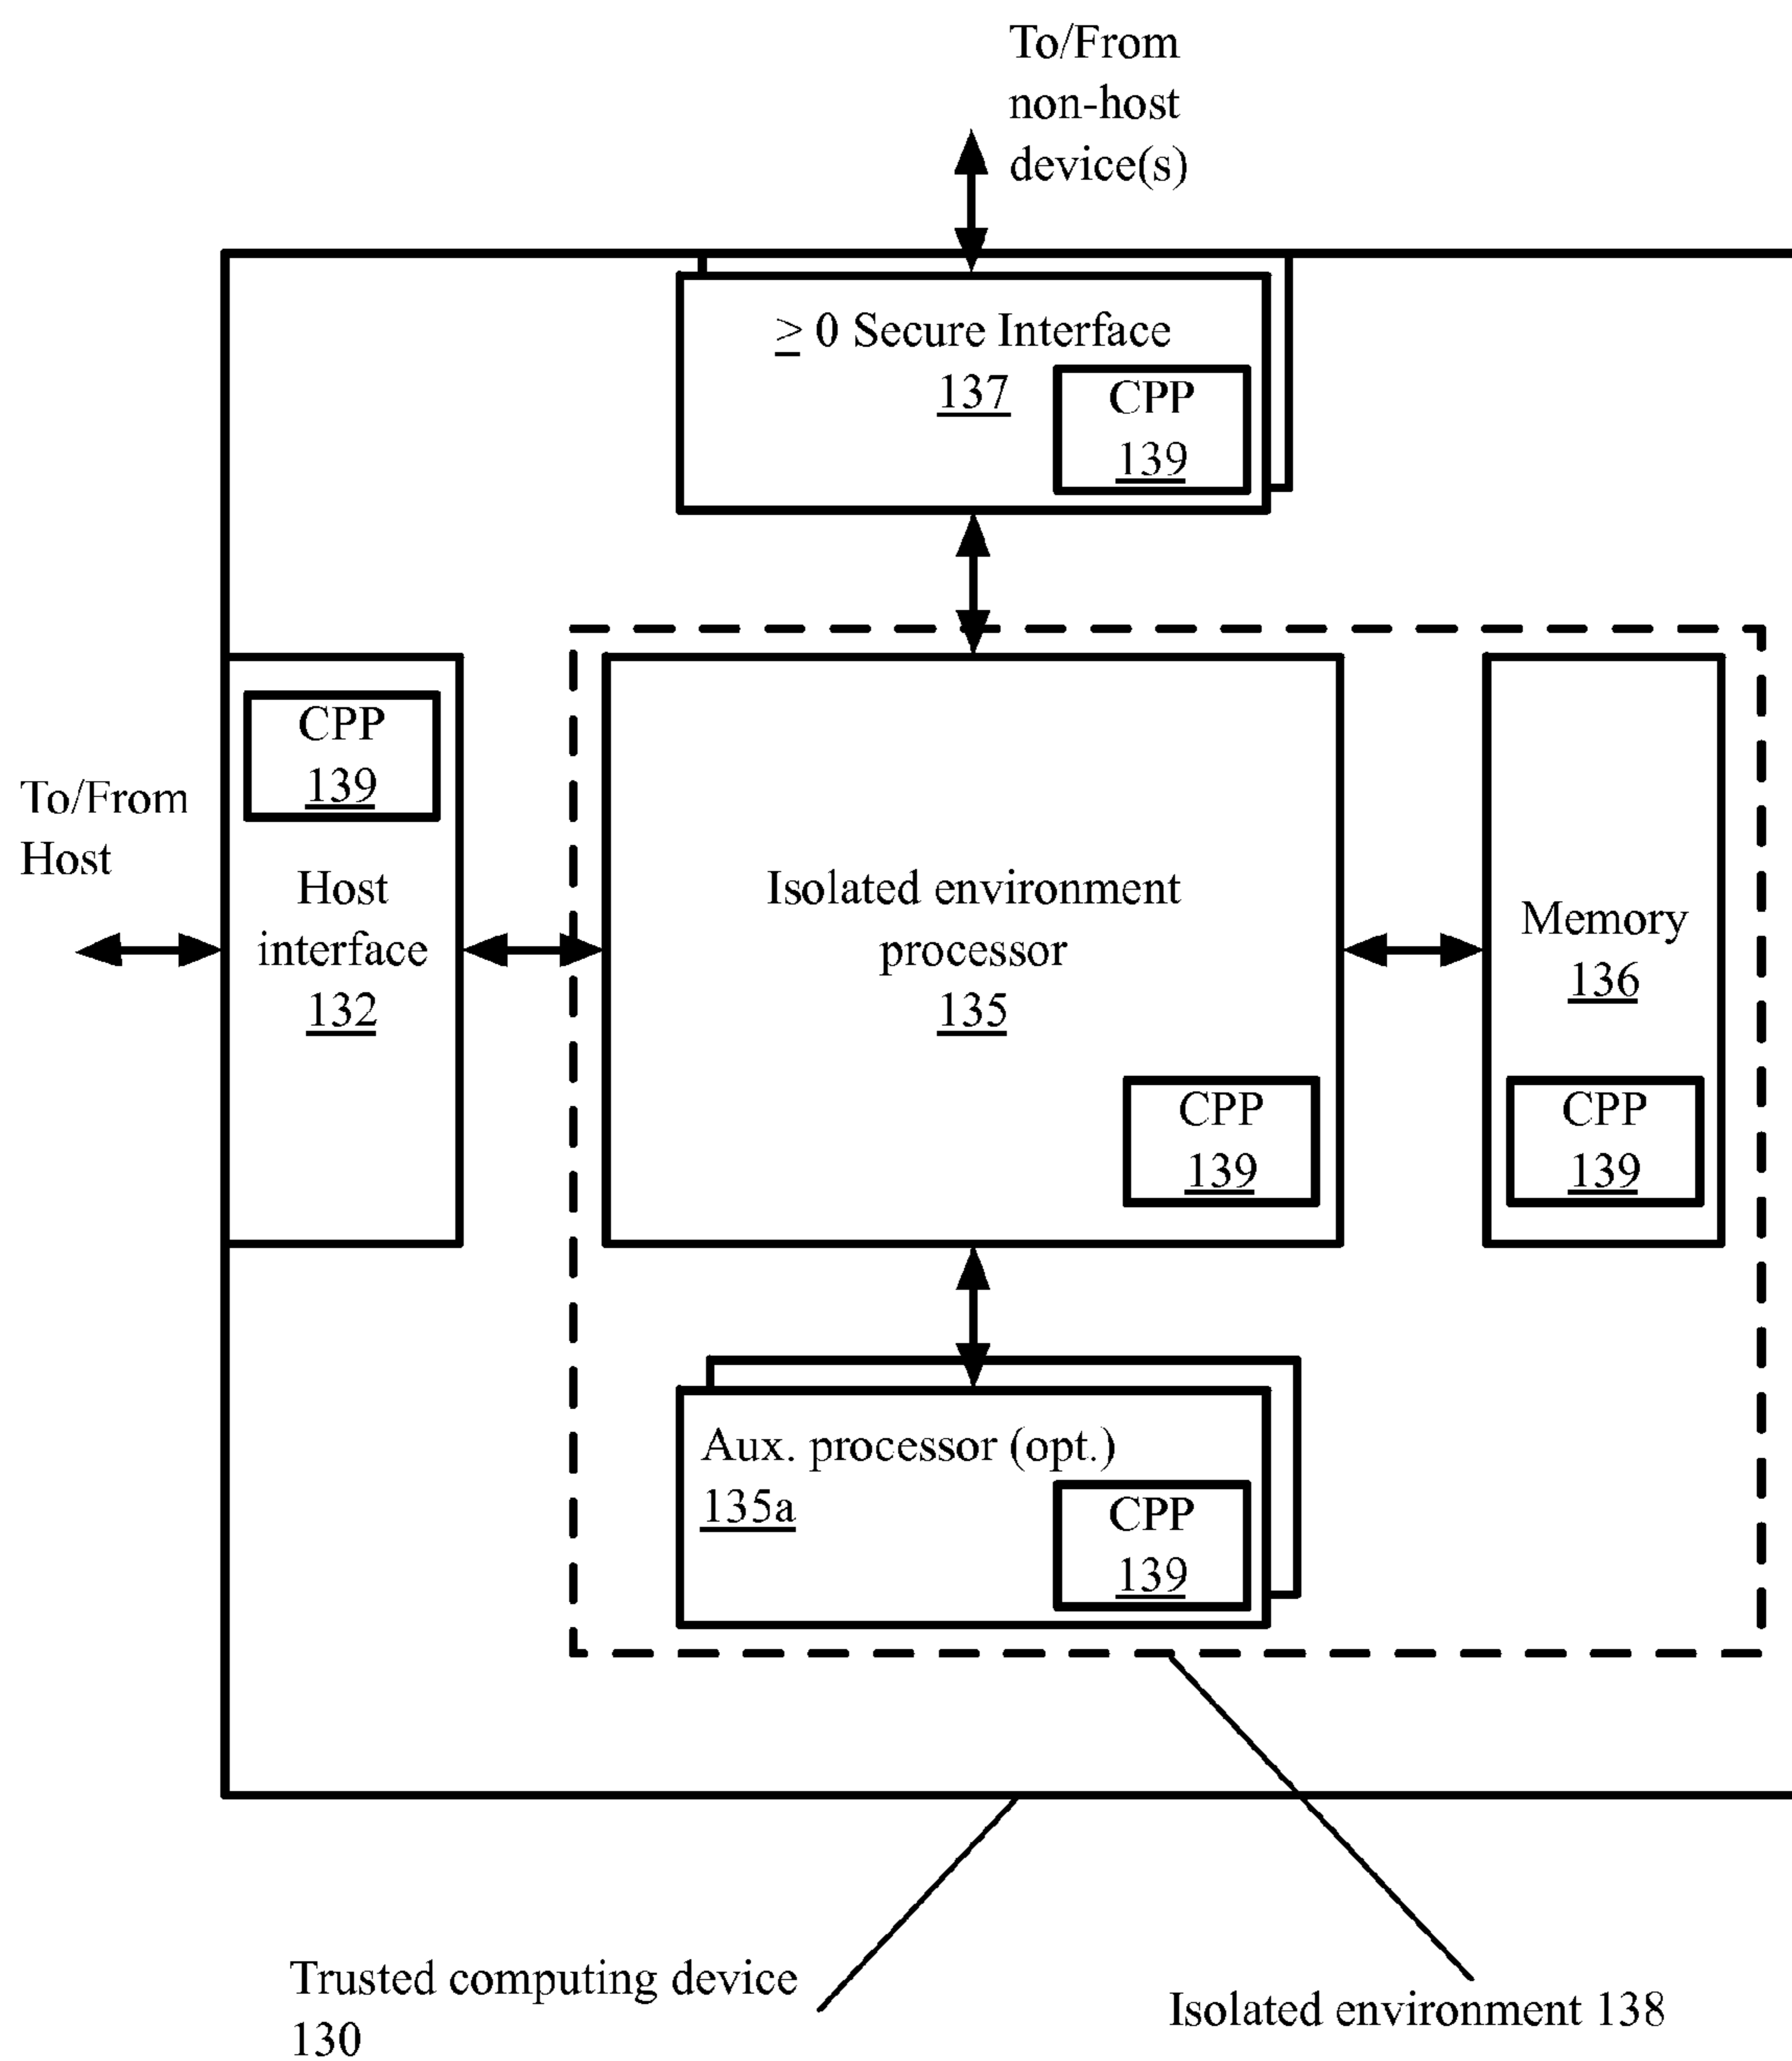 To/From
non-host
device(s)
≥ 0 Secure Interface
137
CPP
139
To/From
Host
CPP
139
Host
interface
132
Isolated environment
processor
135
CPP
139
Memory
136
CPP
139
Aux. processor (opt.)
135a
CPP
139
Trusted computing device
130
Isolated environment 138